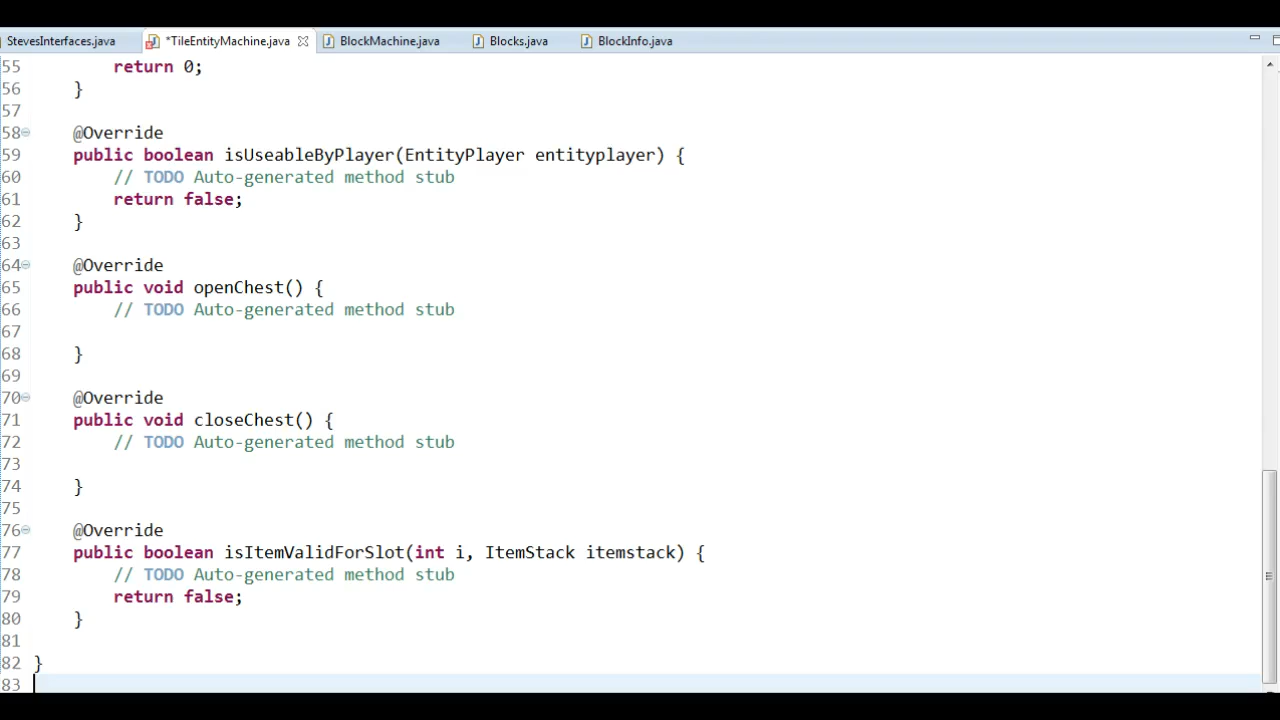 StevesInterfaces.java *TileEntityMachine.java BlockMachine.java Blocks.java BlockInfo.java
55 return 0;
56 }
57
58 @Override
59 public boolean isUseableByPlayer(EntityPlayer entityplayer) {
60 // TODO Auto-generated method stub
61 return false;
62 }
63
64 @Override
65 public void openChest() {
66 // TODO Auto-generated method stub
67
68 }
69
70 @Override
71 public void closeChest() {
72 // TODO Auto-generated method stub
73
74 }
75
76 @Override
77 public boolean isItemValidForSlot(int i, ItemStack itemstack) {
78 // TODO Auto-generated method stub
79 return false;
80 }
81
82 }
83